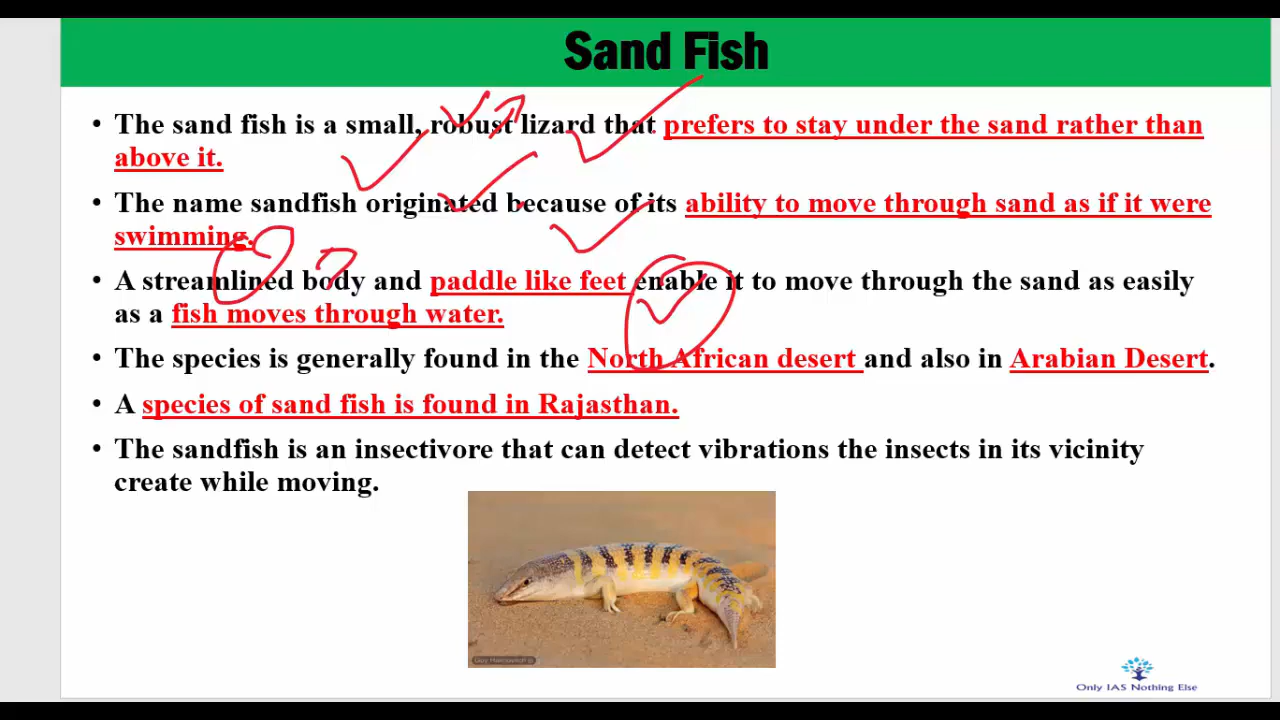 Sand Fish
• The sand fish is a small, robust lizard that prefers to stay under the sand rather than
above it.
• The name sandfish originated because of its ability to move through sand as if it were
swimming.
• A streamlined body and paddle like feet enable it to move through the sand as easily
as a fish moves through water.
• The species is generally found in the North African desert and also in Arabian Desert.
• A species of sand fish is found in Rajasthan.
• The sandfish is an insectivore that can detect vibrations the insects in its vicinity
create while moving.
Only IAS Nothing Else